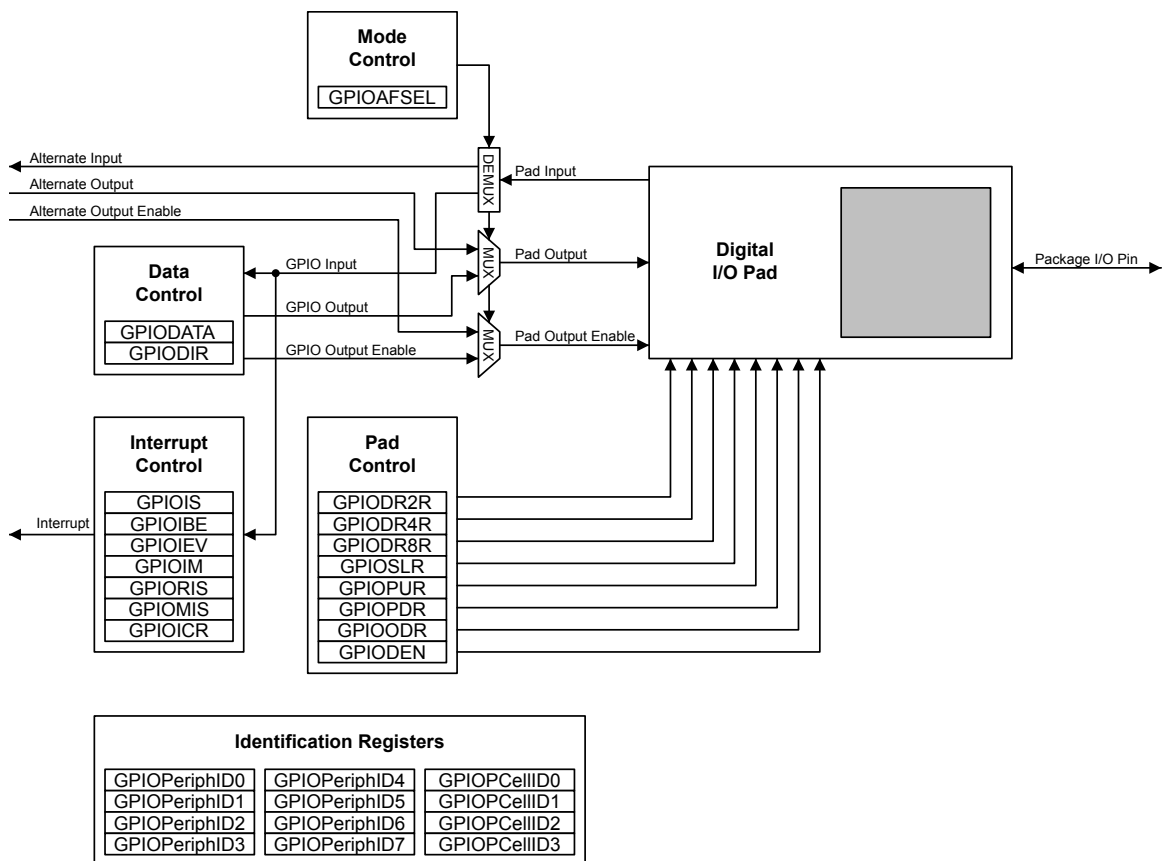 Mode
Control
GPIOAFSEL
Alternate Input
Alternate Output
Alternate Output Enable
DEMUX
Pad Input
MUX
Pad Output
MUX
Pad Output Enable
Digital
I/O Pad
Package I/O Pin
Data
Control
GPIODATA
GPIODIR
GPIO Input
GPIO Output
GPIO Output Enable
Interrupt
Control
GPIOIS
GPIOIBE
GPIOIEV
GPIOIM
GPIORIS
GPIOMIS
GPIOICR
Interrupt
Pad
Control
GPIODR2R
GPIODR4R
GPIODR8R
GPIOSLR
GPIOPUR
GPIOPDR
GPIOODR
GPIODEN
Identification Registers
GPIOPeriphID0 GPIOPeriphID4 GPIOPCellID0
GPIOPeriphID1 GPIOPeriphID5 GPIOPCellID1
GPIOPeriphID2 GPIOPeriphID6 GPIOPCellID2
GPIOPeriphID3 GPIOPeriphID7 GPIOPCellID3